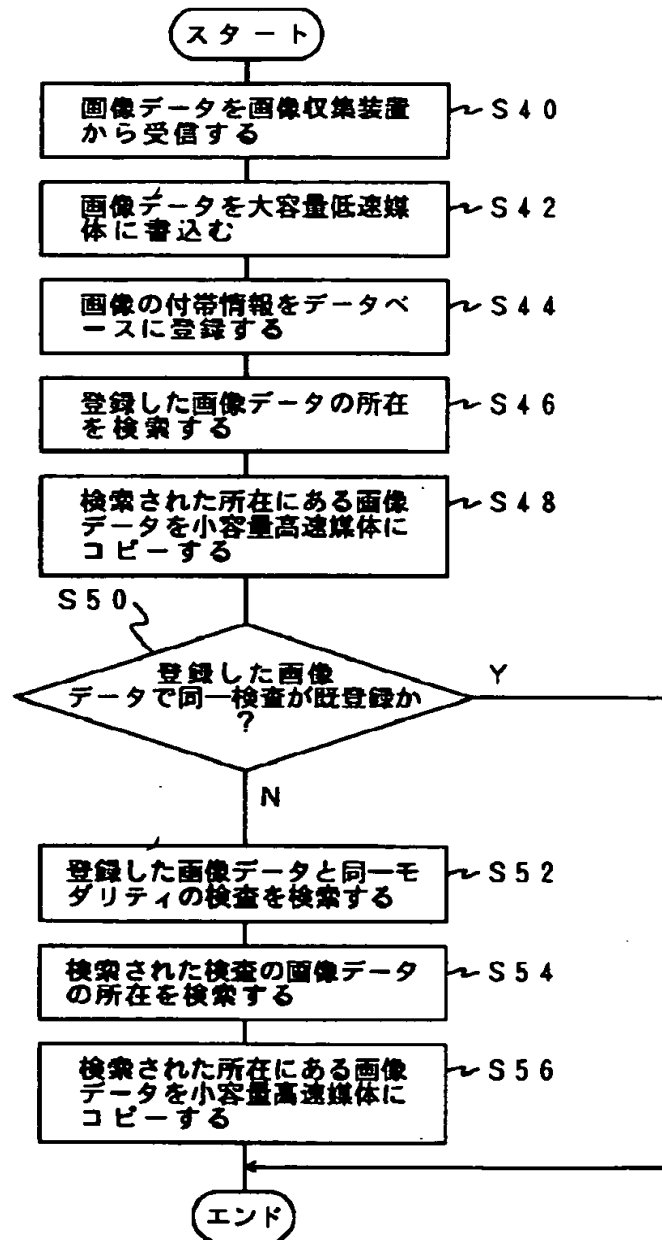 スタート
画像データを画像収集装置
から受信する
S40
画像データを大容量低速媒
体に書込む
S42
画像の付帯情報をデータベ
ースに登録する
S44
登録した画像データの所在
を検索する
S46
検索された所在にある画像
データを小容量高速媒体に
コピーする
S48
S50
登録した画像
データで同一検査が既登録か
?
Y
N
登録した画像データと同一モ
ダリティの検査を検索する
S52
検索された検査の画像データ
の所在を検索する
S54
検索された所在にある画像
データを小容量高速媒体に
コピーする
S56
エンド